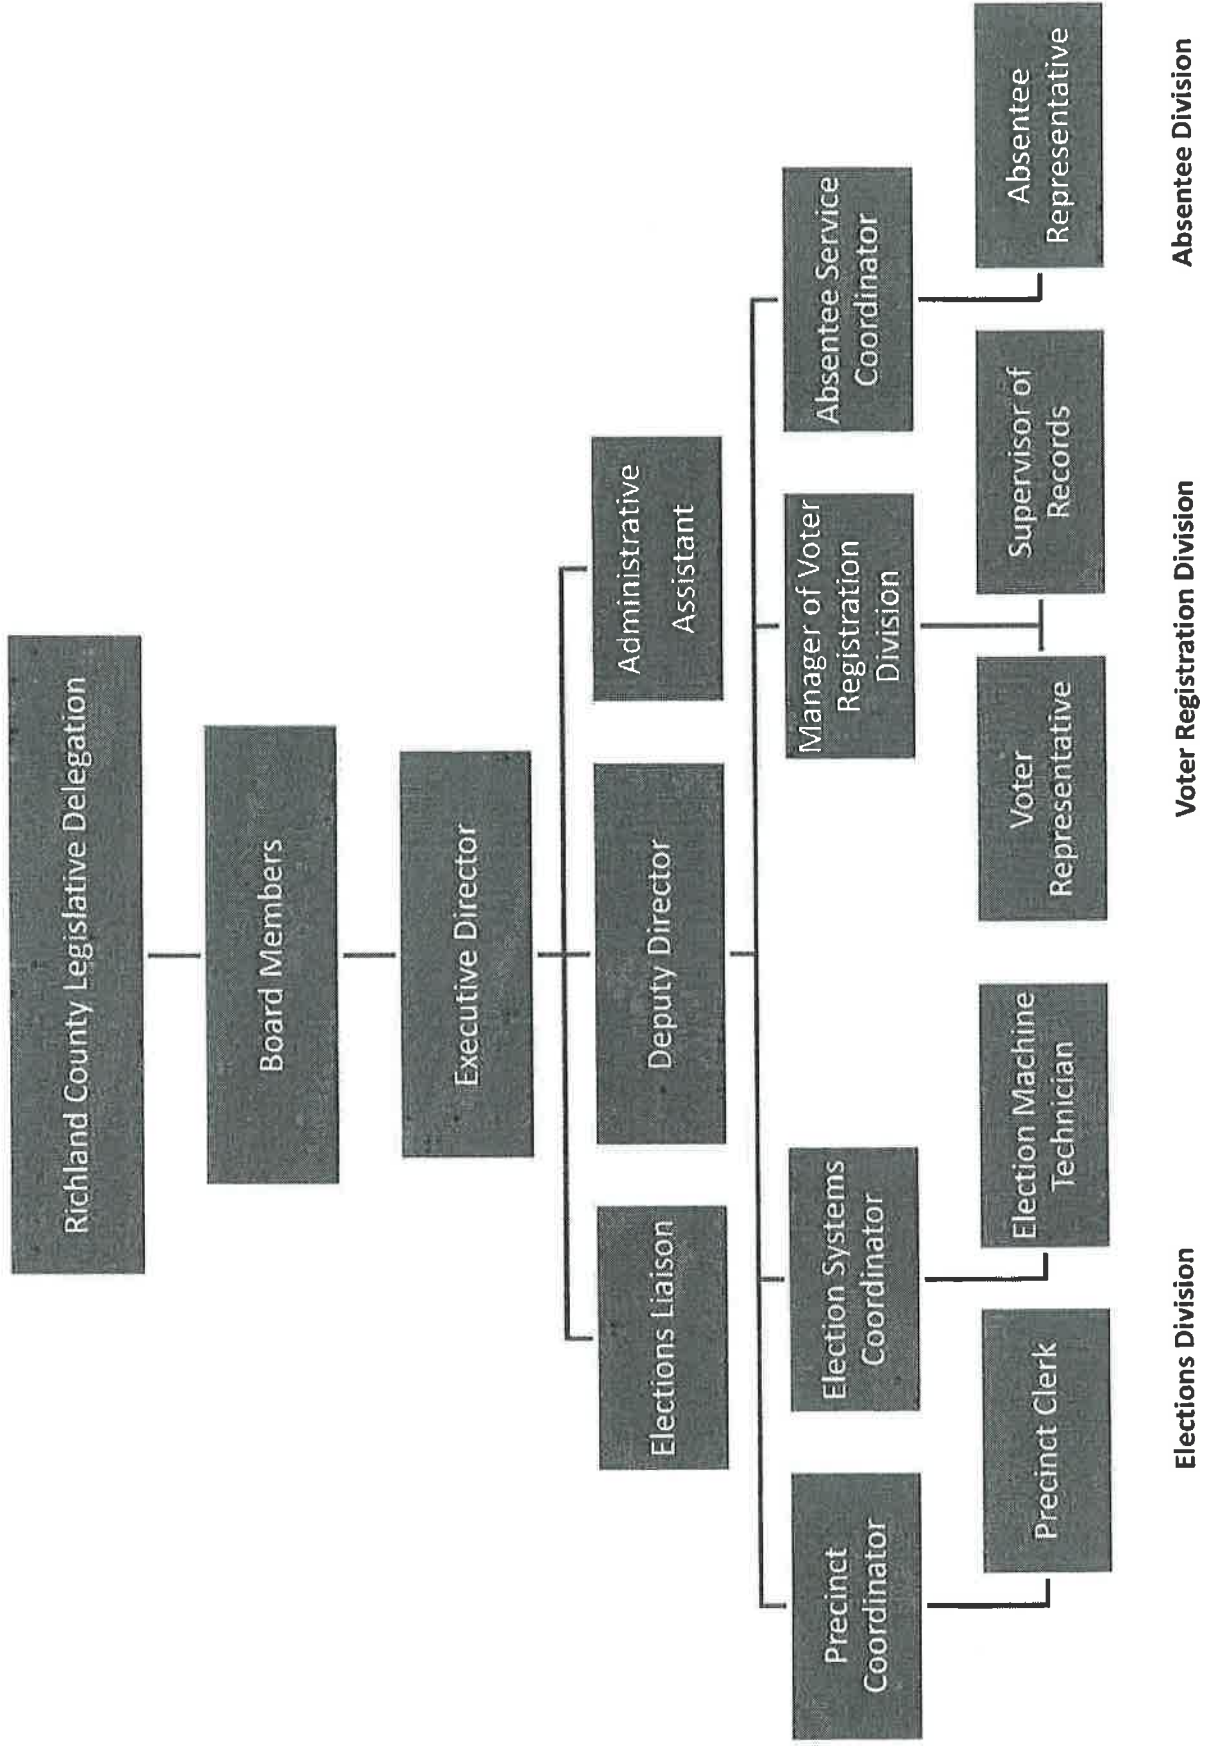 Richland County Legislative Delegation
Board Members
Executive Director
Elections Liaison
Deputy Director
Administrative
Assistant
Precinct
Coordinator
Election Systems
Coordinator
Manager of Voter
Registration
Division
Absentee Service
Coordinator
Precinct Clerk
Election Machine
Technician
Voter
Representative
Supervisor of
Records
Absentee
Representative
Elections Division
Voter Registration Division
Absentee Division